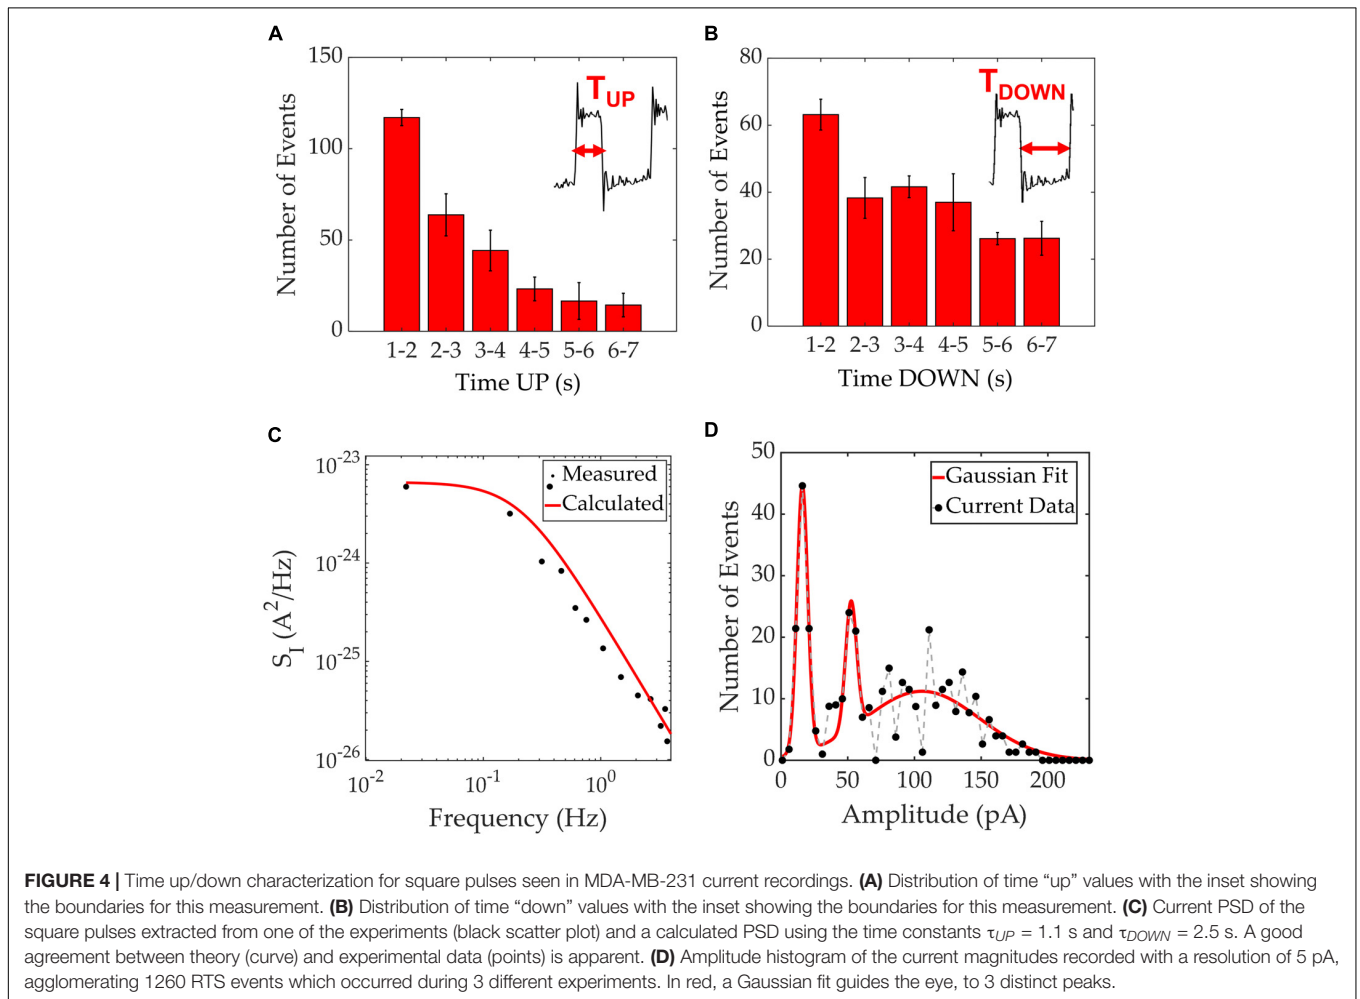 A
150
100
50
0
Number of Events
T UP
1-2 2-3 3-4 4-5 5-6 6-7
Time UP (s)
B
80
60
40
20
0
Number of Events
T DOWN
1-2 2-3 3-4 4-5 5-6 6-7
Time DOWN (s)
C
10^-23
10^-24
10^-25
10^-26
S_I (A^2/Hz)
Measured
Calculated
10^-2 10^-1 10^0
Frequency (Hz)
D
50
40
30
20
10
0
Number of Events
Gaussian Fit
Current Data
0 50 100 150 200
Amplitude (pA)
FIGURE 4 | Time up/down characterization for square pulses seen in MDA-MB-231 current recordings. (A) Distribution of time “up” values with the inset showing
the boundaries for this measurement. (B) Distribution of time “down” values with the inset showing the boundaries for this measurement. (C) Current PSD of the
square pulses extracted from one of the experiments (black scatter plot) and a calculated PSD using the time constants τ_UP = 1.1 s and τ_DOWN = 2.5 s. A good
agreement between theory (curve) and experimental data (points) is apparent. (D) Amplitude histogram of the current magnitudes recorded with a resolution of 5 pA,
agglomerating 1260 RTS events which occurred during 3 different experiments. In red, a Gaussian fit guides the eye, to 3 distinct peaks.